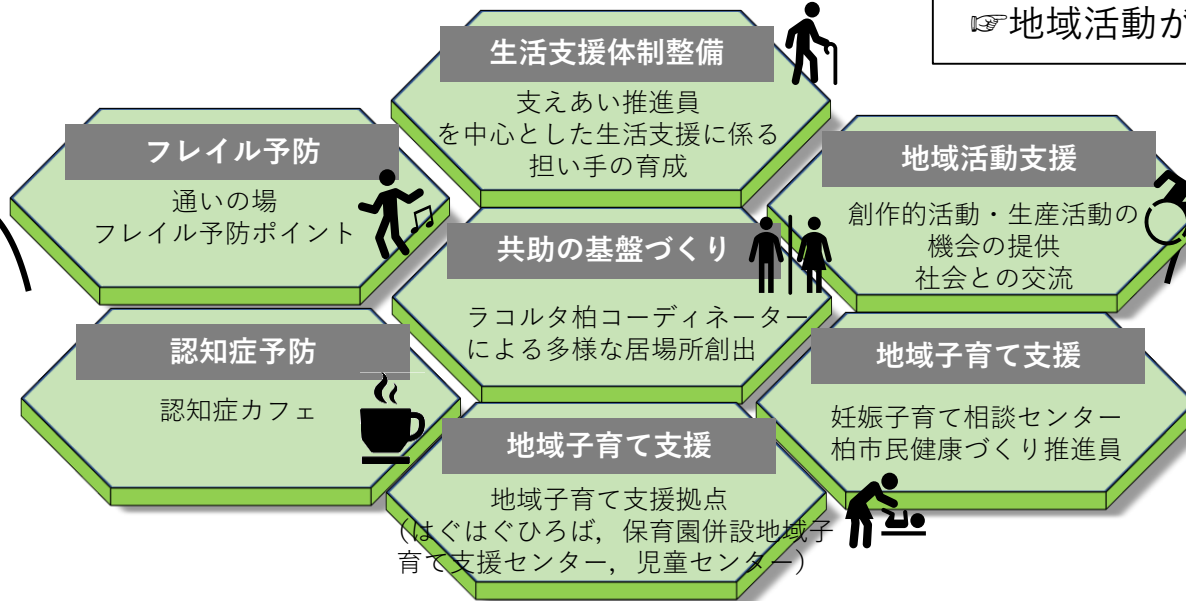 ☞地域活動が
生活支援体制整備
支えあい推進員
を中心とした生活支援に係る
担い手の育成
フレイル予防
通いの場
フレイル予防ポイント
地域活動支援
創作的活動・生産活動の
機会の提供
社会との交流
共助の基盤づくり
ラコルタ柏コーディネーター
による多様な居場所創出
認知症予防
認知症カフェ
地域子育て支援
妊娠子育て相談センター
柏市民健康づくり推進員
地域子育て支援
地域子育て支援拠点
（はぐはぐひろば，保育園併設地域子
育て支援センター，児童センター）